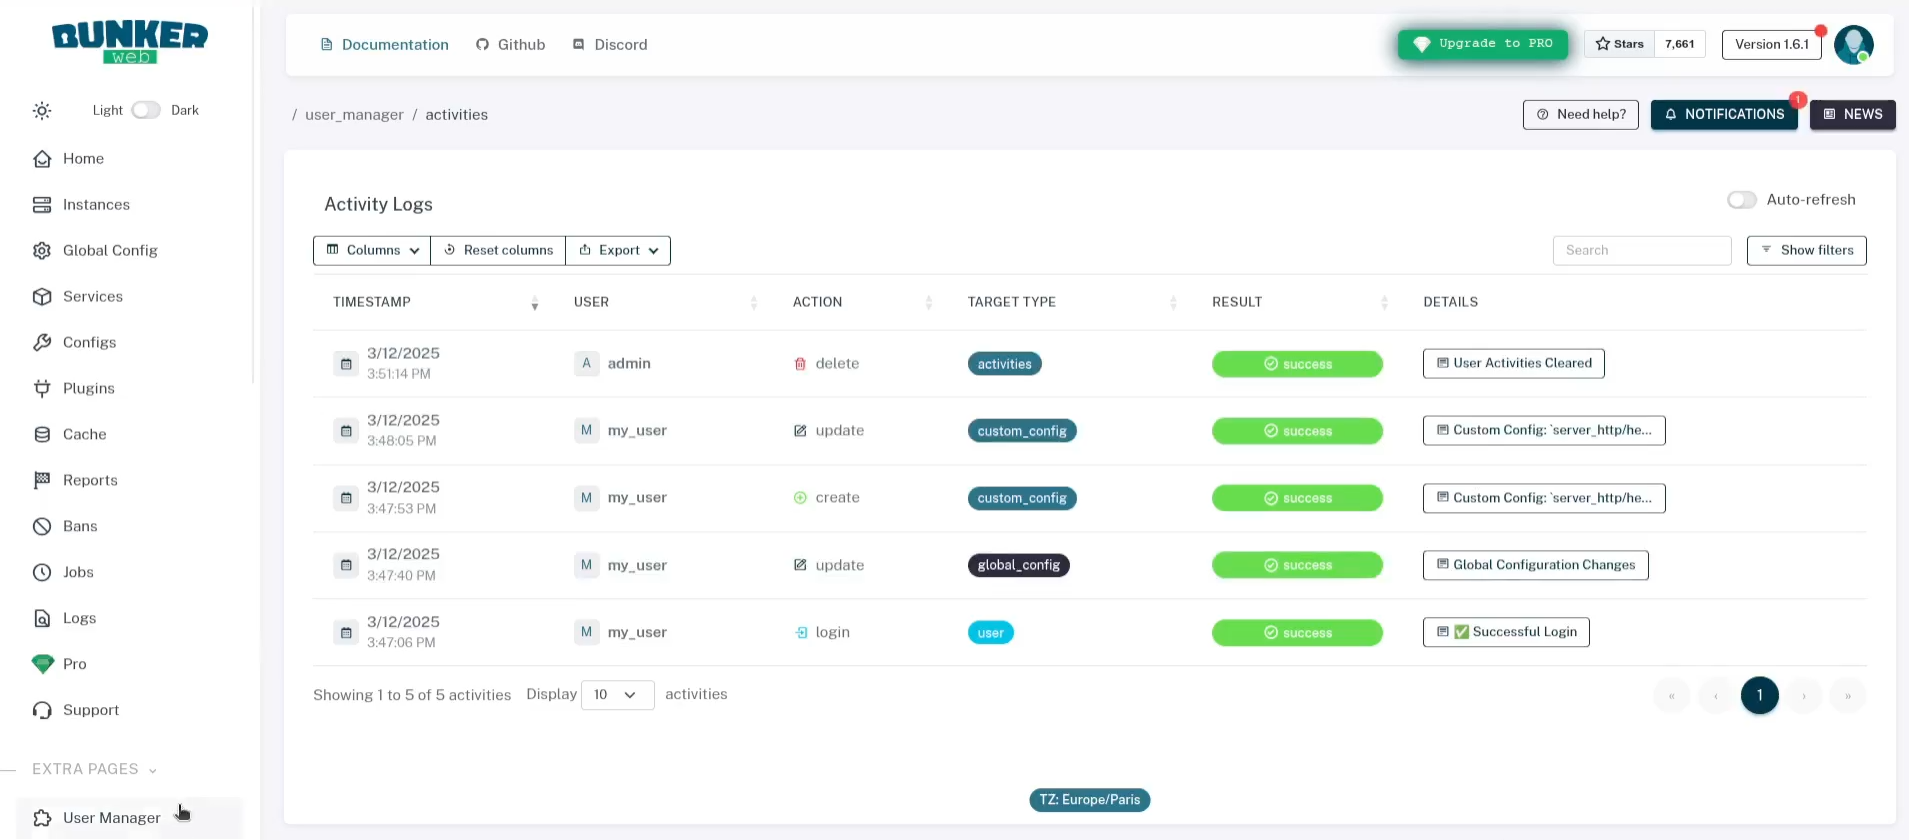 BUNKER
web
Documentation Github Discord
Upgrade to PRO
Stars 7,661
Version 1.6.1
Light Dark
/ user_manager / activities
Need help?
NOTIFICATIONS 1
NEWS
Home
Instances
Global Config
Services
Configs
Plugins
Cache
Reports
Bans
Jobs
Logs
Pro
Support
EXTRA PAGES
User Manager
Activity Logs
Auto-refresh
Columns Reset columns Export
Search Show filters
TIMESTAMP USER ACTION TARGET TYPE RESULT DETAILS
3/12/2025
3:51:14 PM
A admin delete activities success User Activities Cleared
3/12/2025
3:48:05 PM
M my_user update custom_config success Custom Config: `server_http/he...
3/12/2025
3:47:53 PM
M my_user create custom_config success Custom Config: `server_http/he...
3/12/2025
3:47:40 PM
M my_user update global_config success Global Configuration Changes
3/12/2025
3:47:06 PM
M my_user login user success ✅ Successful Login
Showing 1 to 5 of 5 activities Display 10 activities
« ‹ 1 › »
TZ: Europe/Paris